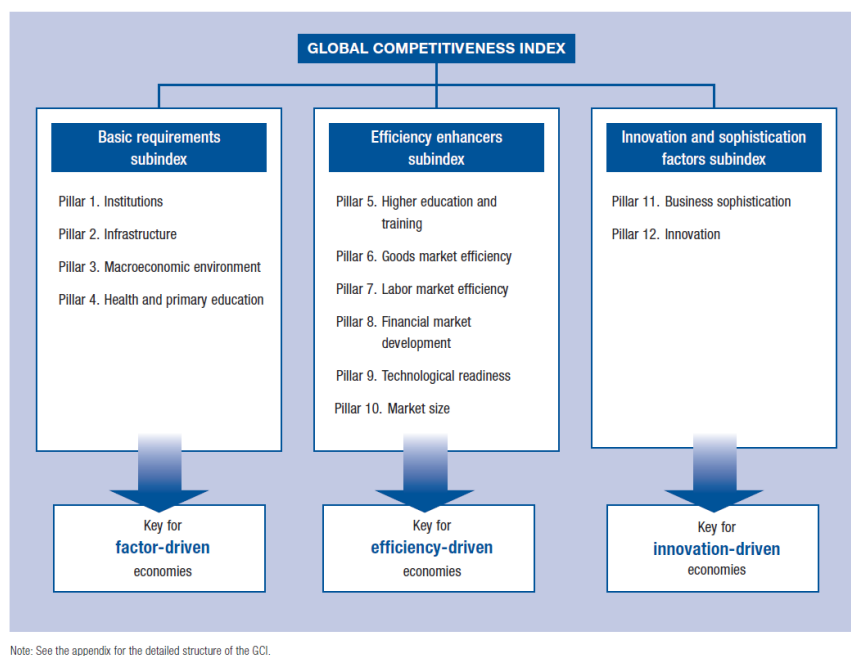 GLOBAL COMPETITIVENESS INDEX
Basic requirements
subindex
Pillar 1. Institutions
Pillar 2. Infrastructure
Pillar 3. Macroeconomic environment
Pillar 4. Health and primary education
Key for
factor-driven
economies
Efficiency enhancers
subindex
Pillar 5. Higher education and
training
Pillar 6. Goods market efficiency
Pillar 7. Labor market efficiency
Pillar 8. Financial market
development
Pillar 9. Technological readiness
Pillar 10. Market size
Key for
efficiency-driven
economies
Innovation and sophistication
factors subindex
Pillar 11. Business sophistication
Pillar 12. Innovation
Key for
innovation-driven
economies
Note: See the appendix for the detailed structure of the GCI.